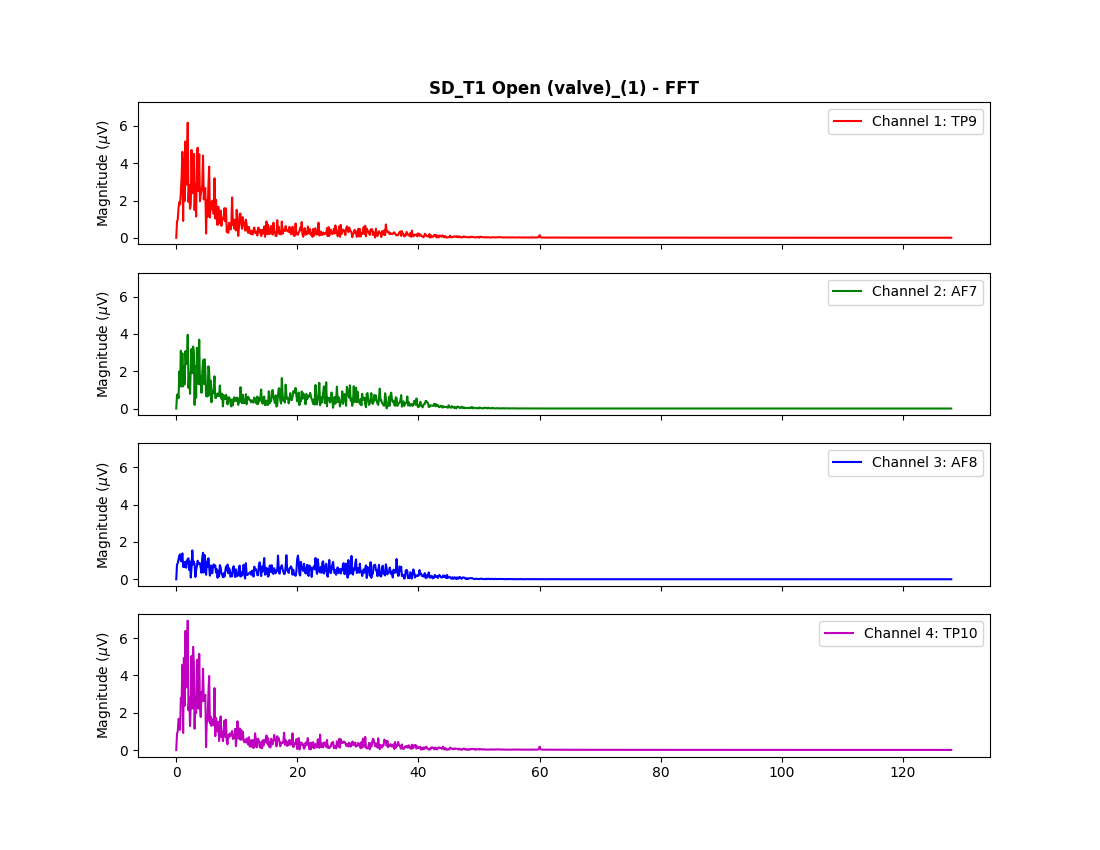 SD_T1 Open (valve)_(1) - FFT
Magnitude (μV)
6
4
2
0
Channel 1: TP9
Magnitude (μV)
6
4
2
0
Channel 2: AF7
Magnitude (μV)
6
4
2
0
Channel 3: AF8
Magnitude (μV)
6
4
2
0
Channel 4: TP10
0 20 40 60 80 100 120